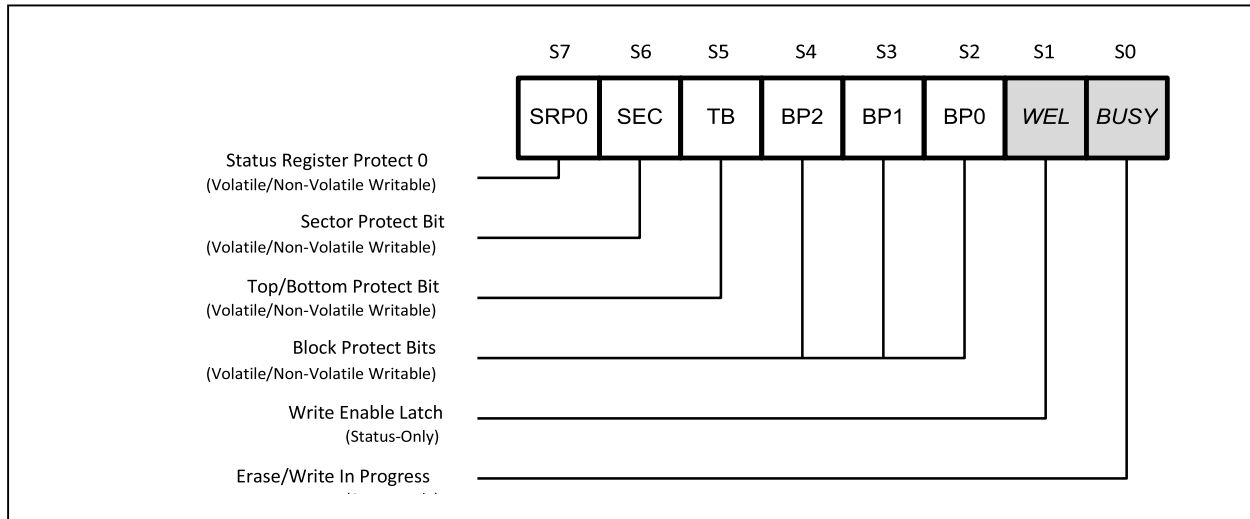 S7 S6 S5 S4 S3 S2 S1 S0
SRP0 SEC TB BP2 BP1 BP0 WEL BUSY
Status Register Protect 0
(Volatile/Non-Volatile Writable)
Sector Protect Bit
(Volatile/Non-Volatile Writable)
Top/Bottom Protect Bit
(Volatile/Non-Volatile Writable)
Block Protect Bits
(Volatile/Non-Volatile Writable)
Write Enable Latch
(Status-Only)
Erase/Write In Progress